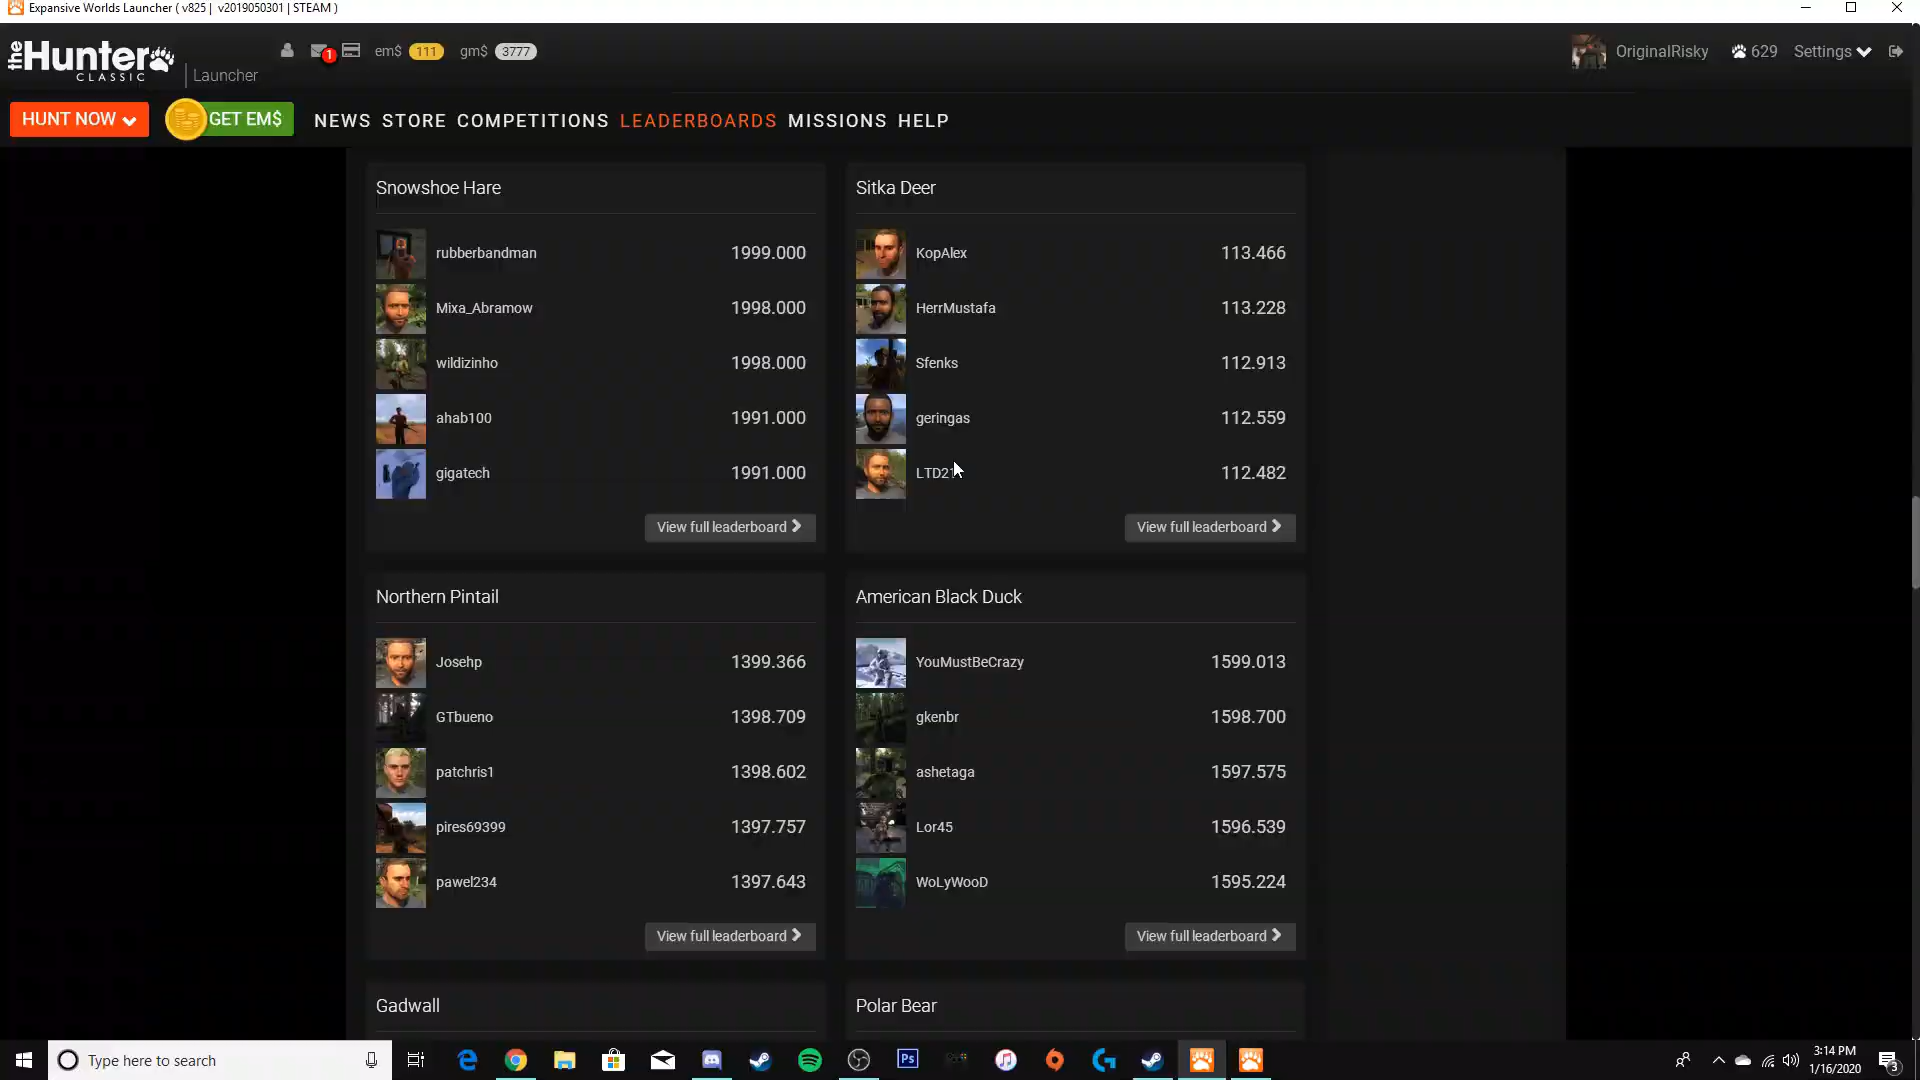 Expansive Worlds Launcher ( v825 | v2019050301 | STEAM )
theHunter CLASSIC
Launcher
1
em$ 111 gm$ 3777
OriginalRisky 629 Settings
HUNT NOW GET EM$ NEWS STORE COMPETITIONS LEADERBOARDS MISSIONS HELP
Snowshoe Hare
rubberbandman 1999.000
Mixa_Abramow 1998.000
wildizinho 1998.000
ahab100 1991.000
gigatech 1991.000
View full leaderboard
Sitka Deer
KopAlex 113.466
HerrMustafa 113.228
Sfenks 112.913
geringas 112.559
112.482
View full leaderboard
Northern Pintail
Josehp 1399.366
GTbueno 1398.709
patchris1 1398.602
pires69399 1397.757
pawel234 1397.643
View full leaderboard
American Black Duck
YouMustBeCrazy 1599.013
gkenbr 1598.700
ashetaga 1597.575
Lor45 1596.539
WoLyWooD 1595.224
View full leaderboard
Gadwall
Polar Bear
Type here to search
Ps
3:14 PM
1/16/2020
3